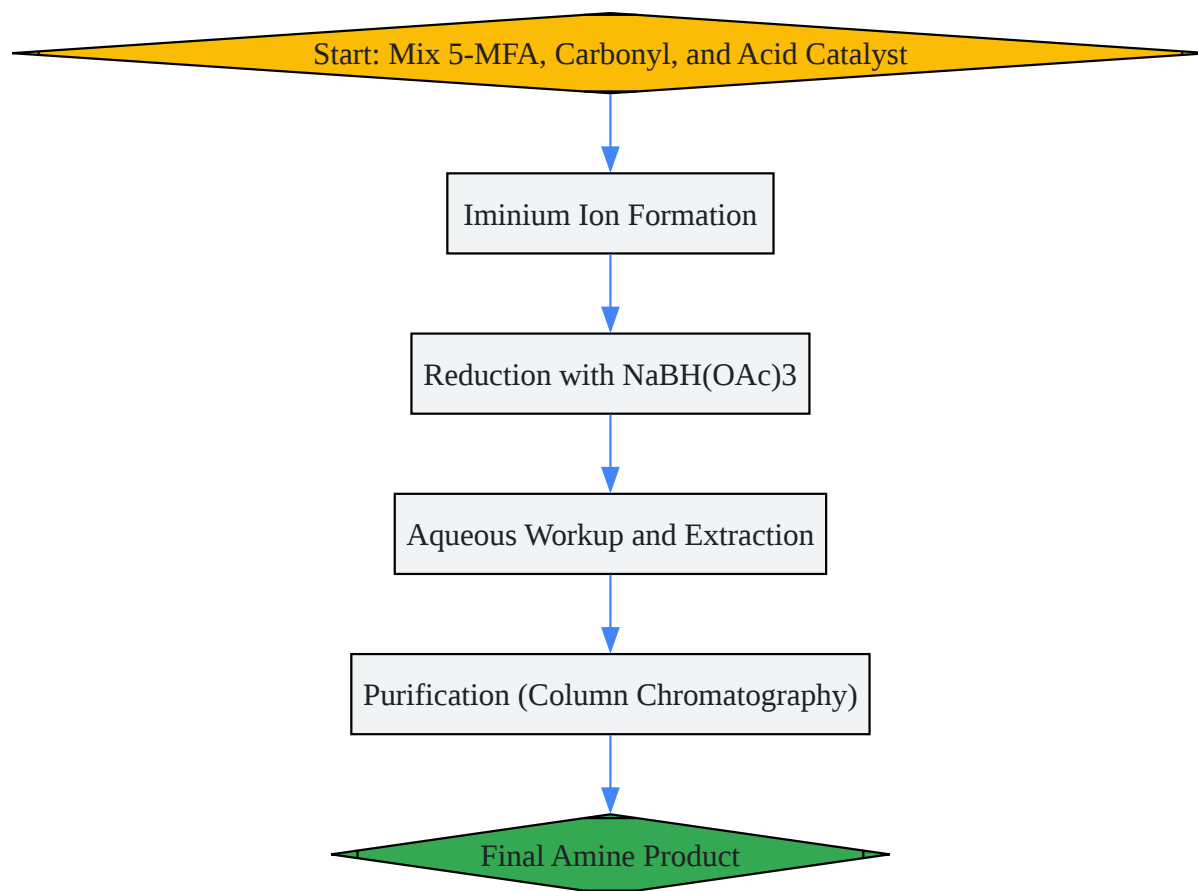 Start: Mix 5-MFA, Carbonyl, and Acid Catalyst
Iminium Ion Formation
Reduction with NaBH(OAc)3
Aqueous Workup and Extraction
Purification (Column Chromatography)
Final Amine Product